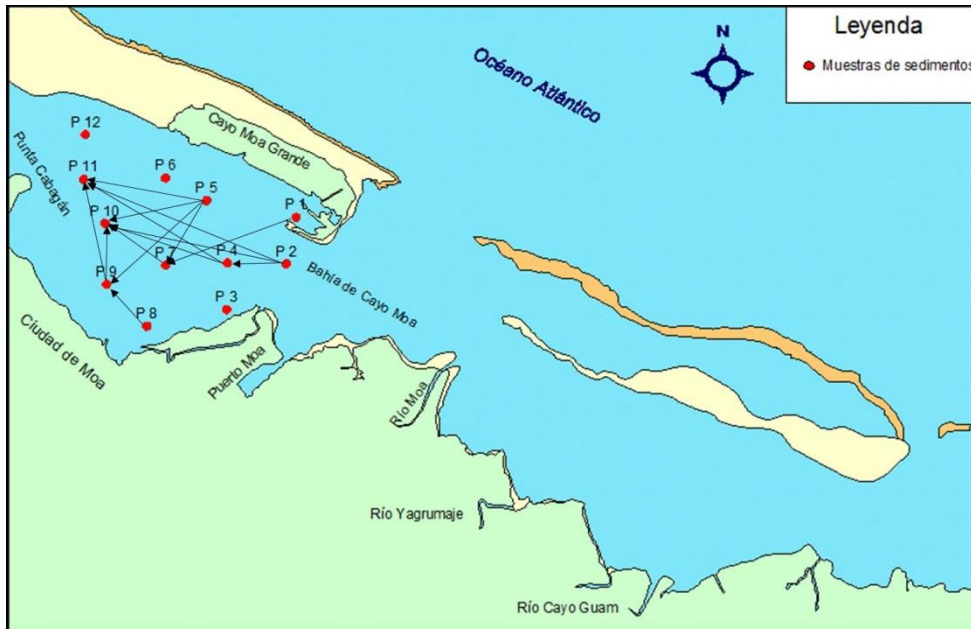 Leyenda
Muestras de sedimentos
N
Océano Atlántico
Cayo Moa Grande
P 12
Punta Cabagán
P 11
P 6
P 5
P 1
P 10
P 7
P 4
P 2
Bahía de Cayo Moa
P 9
P 3
P 8
Ciudad de Moa
Puerto Moa
Río Moa
Río Yagrumaje
Río Cayo Guam